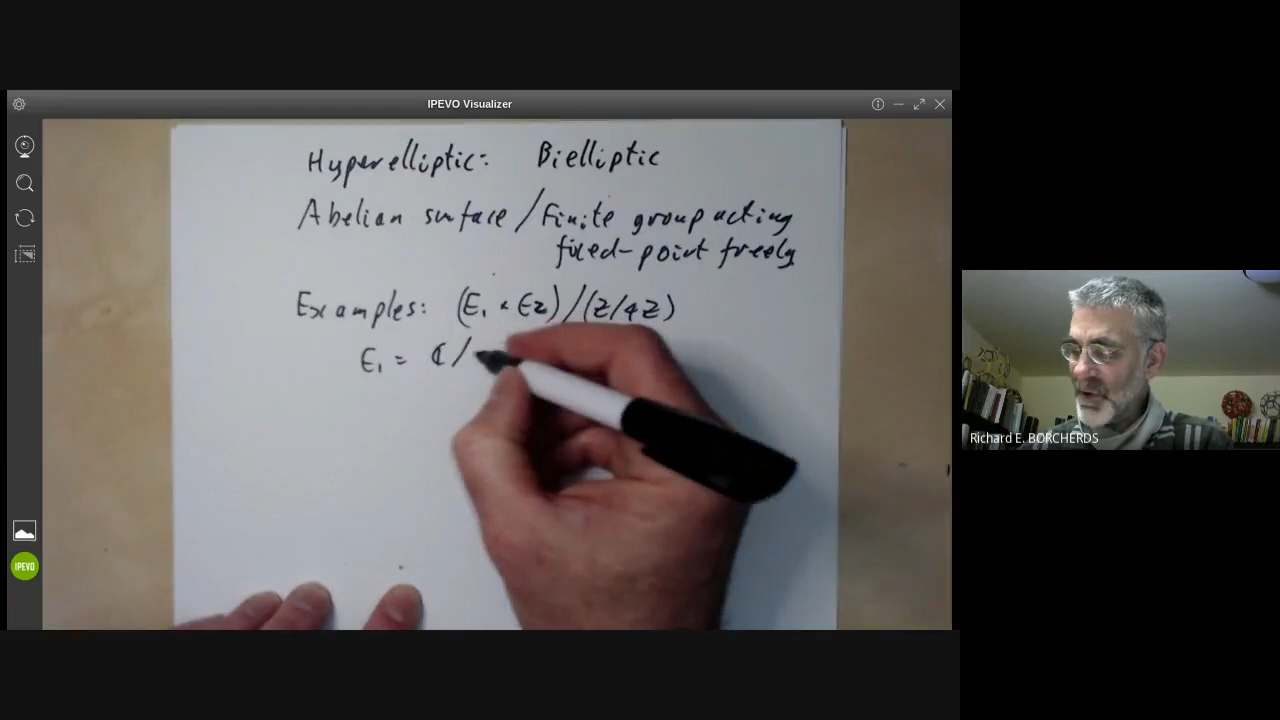 IPEVO Visualizer
Hyperelliptic: Bielliptic
Abelian surface / Finite group acting
fixed-point freely
Examples: (E₁ × E₂) / (Z/4Z)
E₁ = ℂ /
Richard E. BORCHERDS
IPEVO